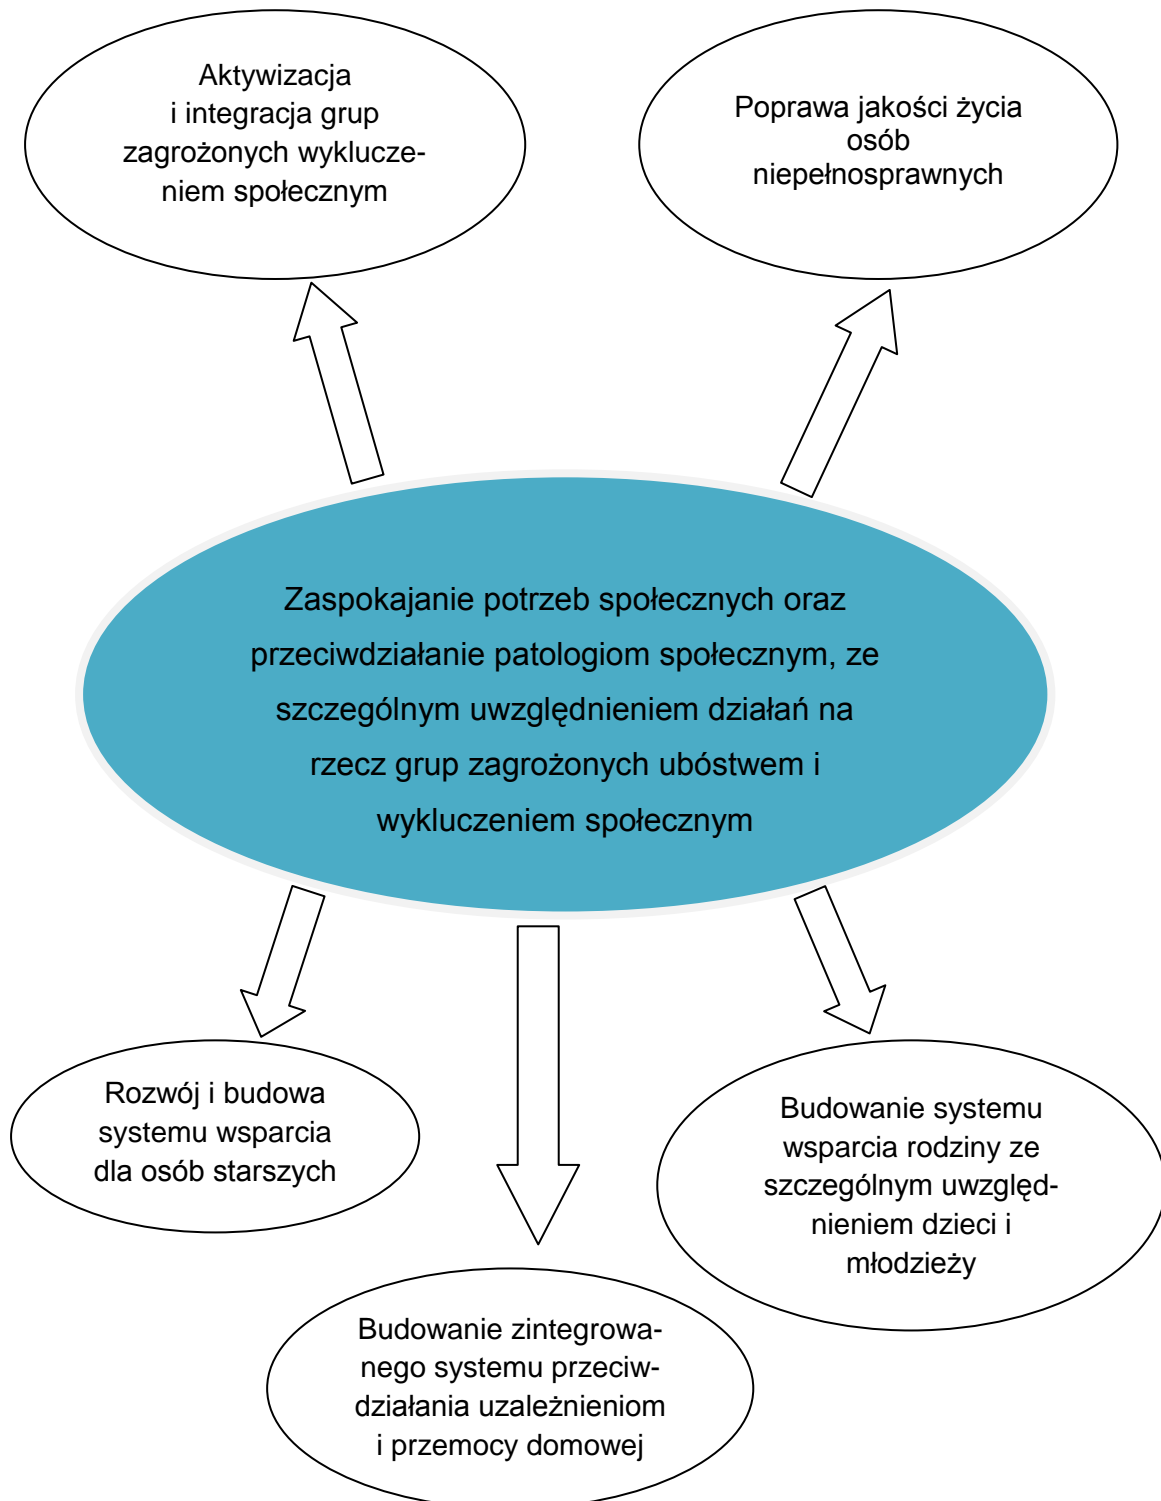 Aktywizacja
i integracja grup
zagrożonych wyklucze-
niem społecznym
Poprawa jakości życia
osób
niepełnosprawnych
Zaspokajanie potrzeb społecznych oraz
przeciwdziałanie patologiom społecznym, ze
szczególnym uwzględnieniem działań na
rzecz grup zagrożonych ubóstwem i
wykluczeniem społecznym
Rozwój i budowa
systemu wsparcia
dla osób starszych
Budowanie systemu
wsparcia rodziny ze
szczególnym uwzględ-
nieniem dzieci i
młodzieży
Budowanie zintegrowa-
nego systemu przeciw-
działania uzależnieniom
i przemocy domowej